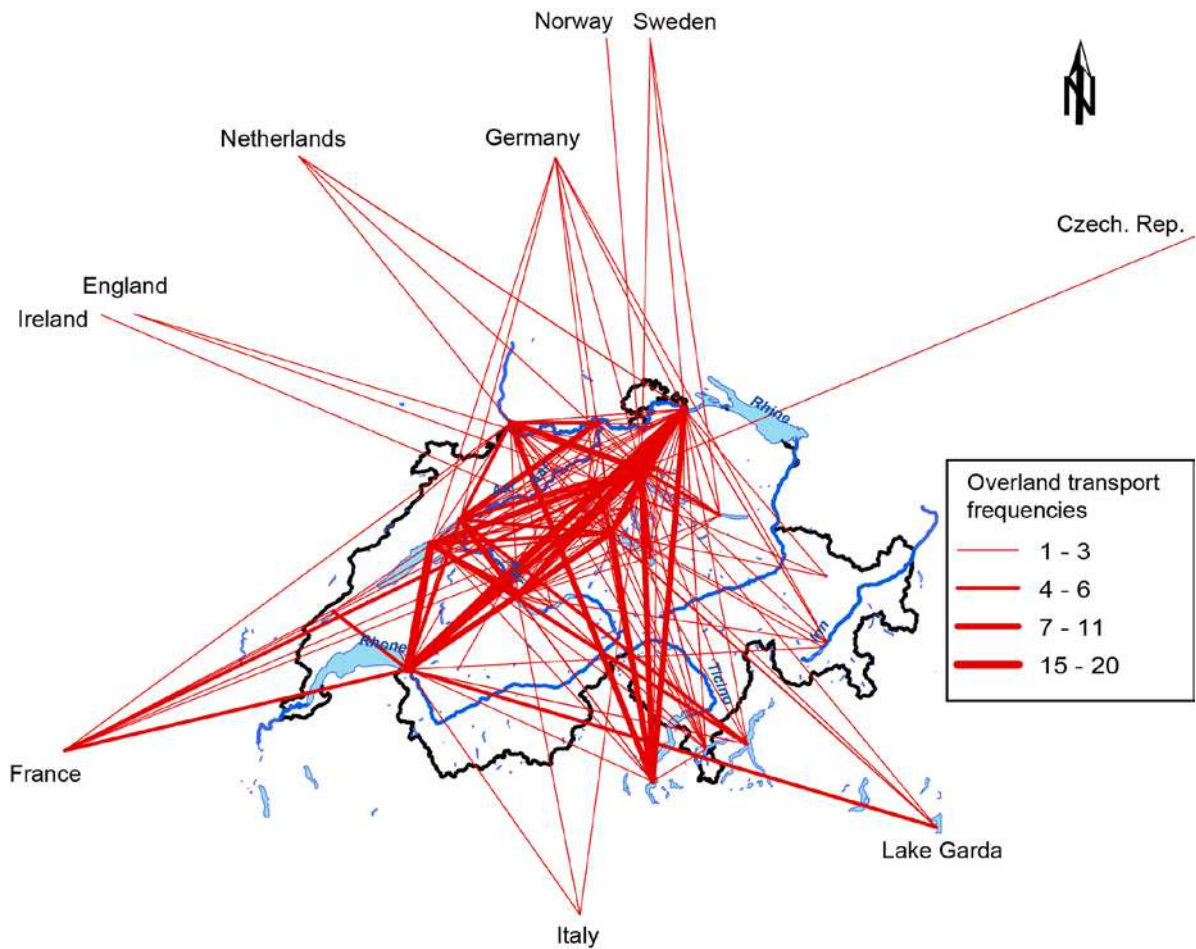 Norway Sweden
N
Netherlands
Germany
Czech. Rep.
England
Ireland
Rhine
Aar
Overland transport
frequencies
1 - 3
4 - 6
7 - 11
15 - 20
Inn
Rhone
Ticino
France
Lake Garda
Italy